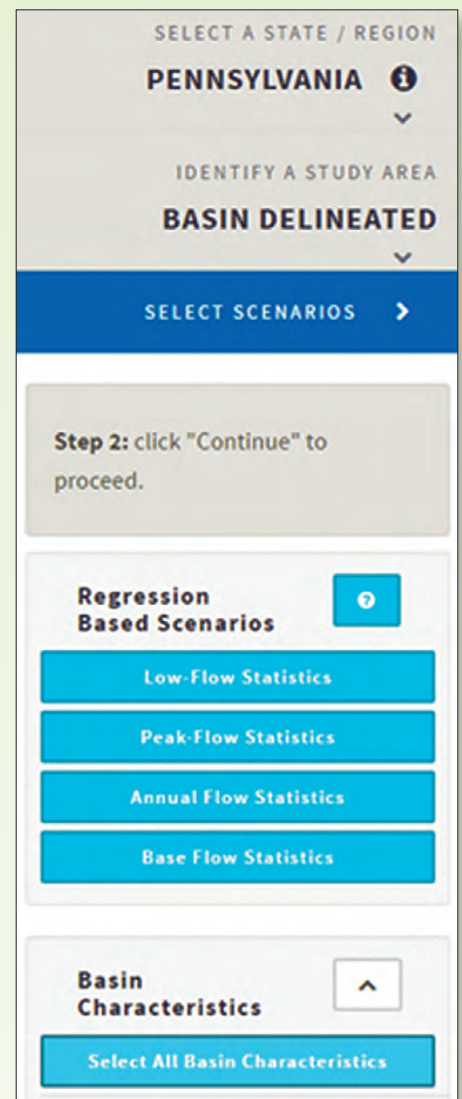 SELECT A STATE / REGION
PENNSYLVANIA
IDENTIFY A STUDY AREA
BASIN DELINEATED
SELECT SCENARIOS
Step 2: click "Continue" to
proceed.
Regression
Based Scenarios
Low-Flow Statistics
Peak-Flow Statistics
Annual Flow Statistics
Base Flow Statistics
Basin
Characteristics
Select All Basin Characteristics